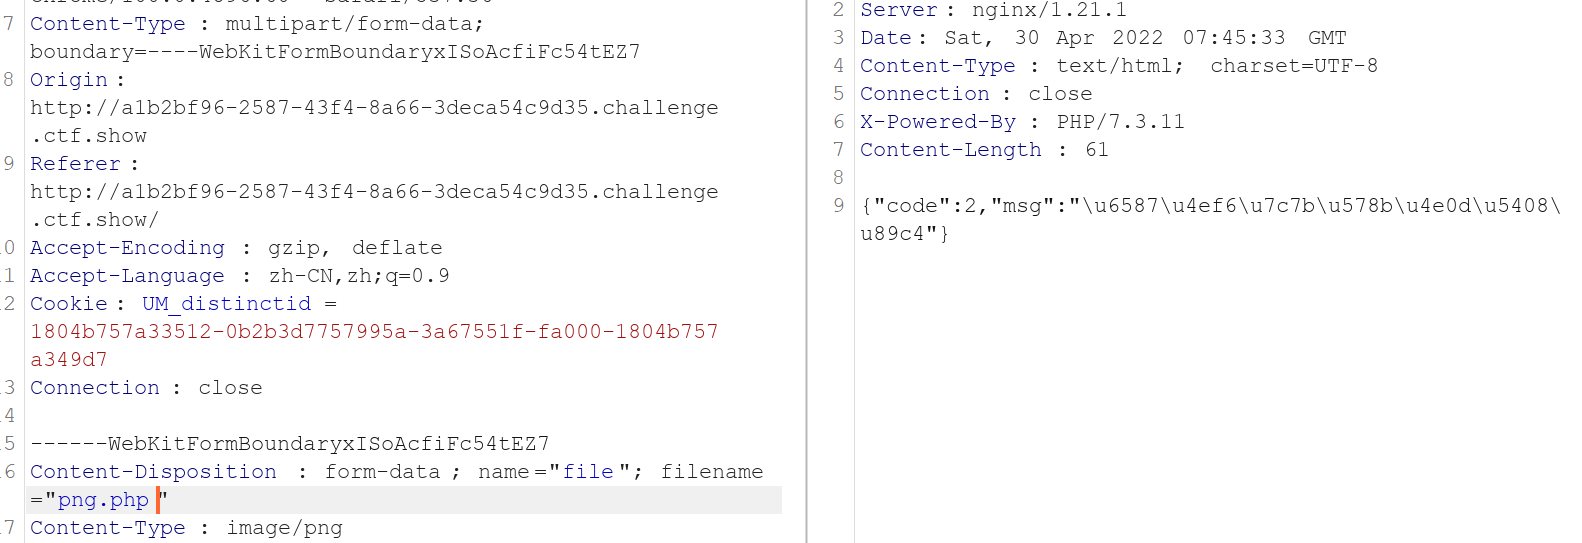 7 Content-Type : multipart/form-data;
boundary=----WebKitFormBoundaryxISoAcfiFc54tEZ7
8 Origin :
http://a1b2bf96-2587-43f4-8a66-3deca54c9d35.challenge
.ctf.show
9 Referer :
http://a1b2bf96-2587-43f4-8a66-3deca54c9d35.challenge
.ctf.show/
0 Accept-Encoding : gzip, deflate
1 Accept-Language : zh-CN,zh;q=0.9
2 Cookie : UM_distinctid =
1804b757a33512-0b2b3d7757995a-3a67551f-fa000-1804b757
a349d7
3 Connection : close
4
5 ------WebKitFormBoundaryxISoAcfiFc54tEZ7
6 Content-Disposition : form-data ; name ="file "; filename
="png.php "
7 Content-Type : image/png
2 Server : nginx/1.21.1
3 Date : Sat, 30 Apr 2022 07:45:33 GMT
4 Content-Type : text/html; charset=UTF-8
5 Connection : close
6 X-Powered-By : PHP/7.3.11
7 Content-Length : 61
8
9 {"code":2,"msg":"\u6587\u4ef6\u7c7b\u578b\u4e0d\u5408\
u89c4"}